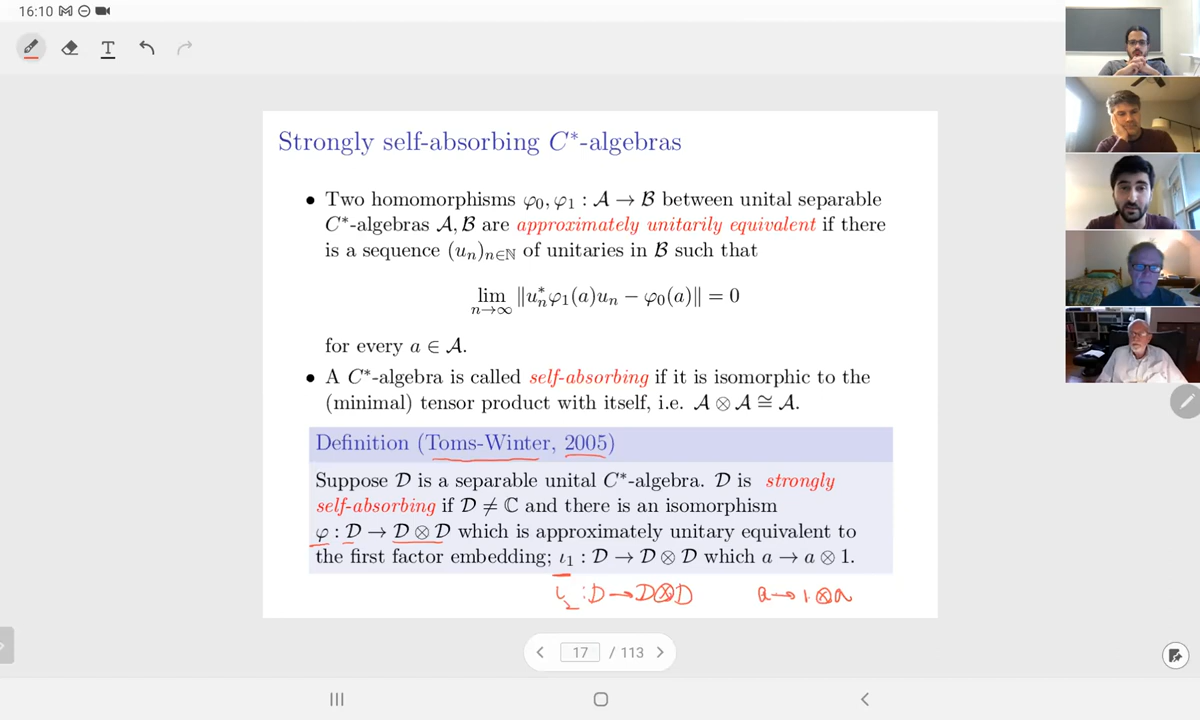 16:10
T
Strongly self-absorbing C*-algebras
• Two homomorphisms φ₀, φ₁ : 𝒜 → ℬ between unital separable
C*-algebras 𝒜, ℬ are approximately unitarily equivalent if there
is a sequence (uₙ)ₙ∈ℕ of unitaries in ℬ such that
lim n→∞ ‖uₙ*φ₁(a)uₙ − φ₀(a)‖ = 0
for every a ∈ 𝒜.
• A C*-algebra is called self-absorbing if it is isomorphic to the
(minimal) tensor product with itself, i.e. 𝒜 ⊗ 𝒜 ≅ 𝒜.
Definition (Toms-Winter, 2005)
Suppose 𝒟 is a separable unital C*-algebra. 𝒟 is strongly
self-absorbing if 𝒟 ≠ ℂ and there is an isomorphism
φ : 𝒟 → 𝒟 ⊗ 𝒟 which is approximately unitary equivalent to
the first factor embedding; ι₁ : 𝒟 → 𝒟 ⊗ 𝒟 which a → a ⊗ 1.
ι₂ : D → D⊗D a → 1 ⊗ a
17 / 113